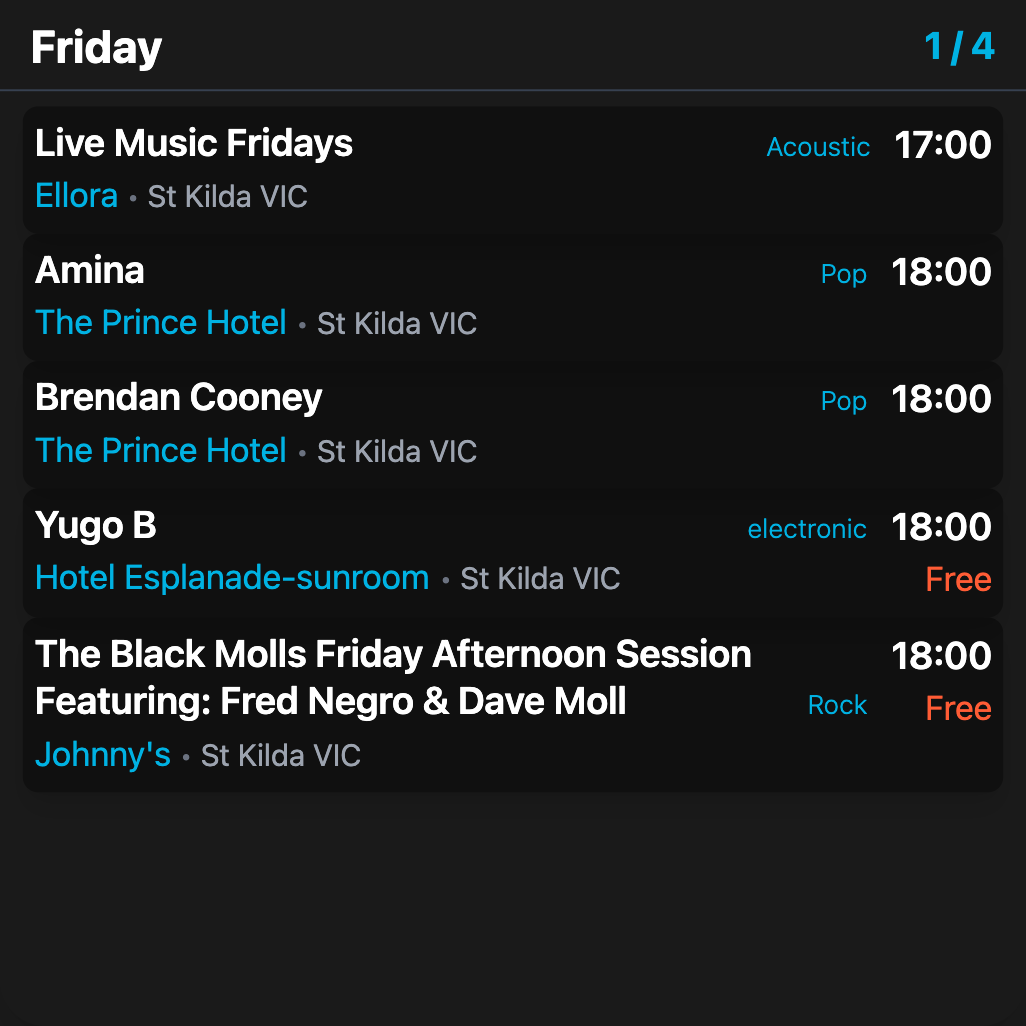 Friday 1 / 4
Live Music Fridays Acoustic 17:00
Ellora • St Kilda VIC
Amina Pop 18:00
The Prince Hotel • St Kilda VIC
Brendan Cooney Pop 18:00
The Prince Hotel • St Kilda VIC
Yugo B electronic 18:00
Hotel Esplanade-sunroom • St Kilda VIC Free
The Black Molls Friday Afternoon Session 18:00
Featuring: Fred Negro & Dave Moll Rock Free
Johnny's • St Kilda VIC